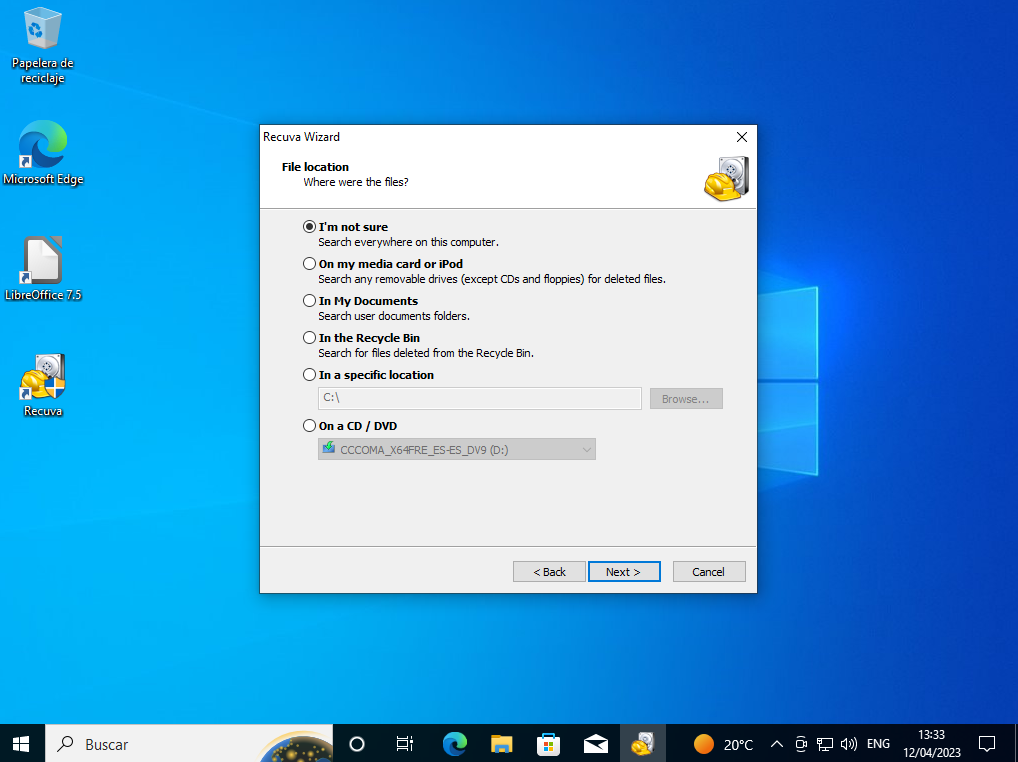 Papelera de
reciclaje
Microsoft Edge
LibreOffice 7.5
Recuva
Recuva Wizard
File location
Where were the files?
I'm not sure
Search everywhere on this computer.
On my media card or iPod
Search any removable drives (except CDs and floppies) for deleted files.
In My Documents
Search user documents folders.
In the Recycle Bin
Search for files deleted from the Recycle Bin.
In a specific location
C:\
Browse...
On a CD / DVD
CCCOMA_X64FRE_ES-ES_DV9 (D:)
< Back
Next >
Cancel
Buscar
20°C
ENG
13:33
12/04/2023